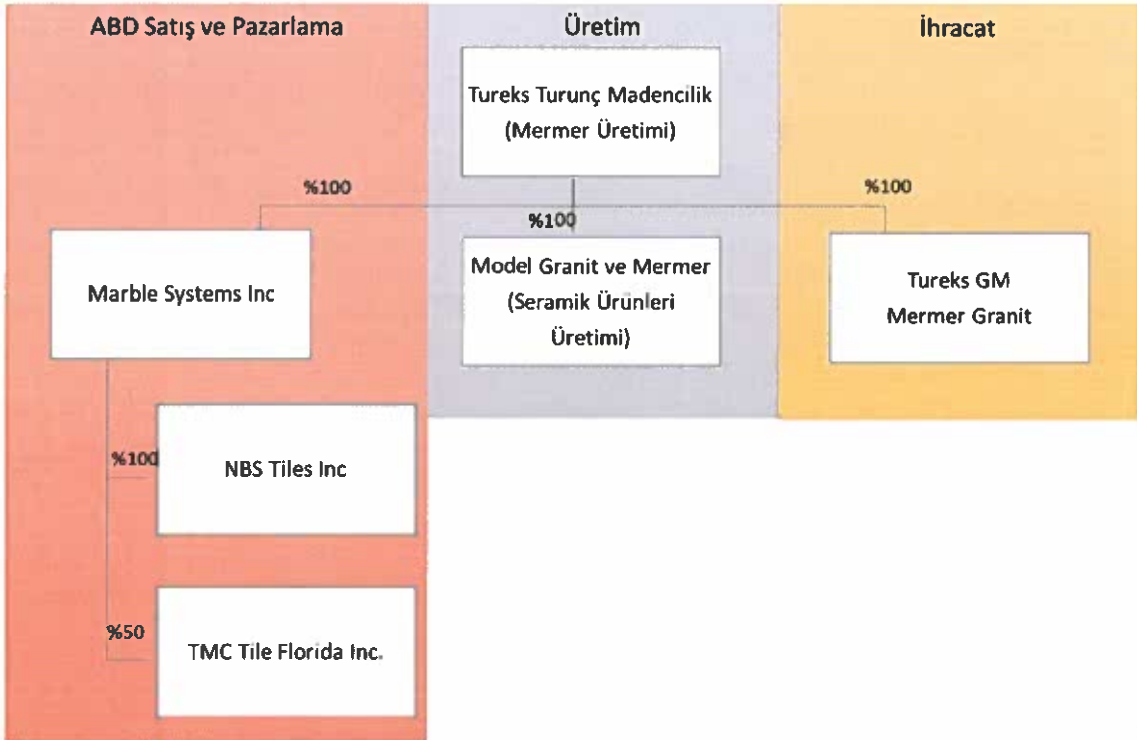 ABD Satış ve Pazarlama
Üretim
İhracat
Tureks Turunç Madencilik
(Mermer Üretimi)
%100
%100
%100
Marble Systems Inc
Model Granit ve Mermer
(Seramik Ürünleri
Üretimi)
Tureks GM
Mermer Granit
%100
NBS Tiles Inc
%50
TMC Tile Florida Inc.